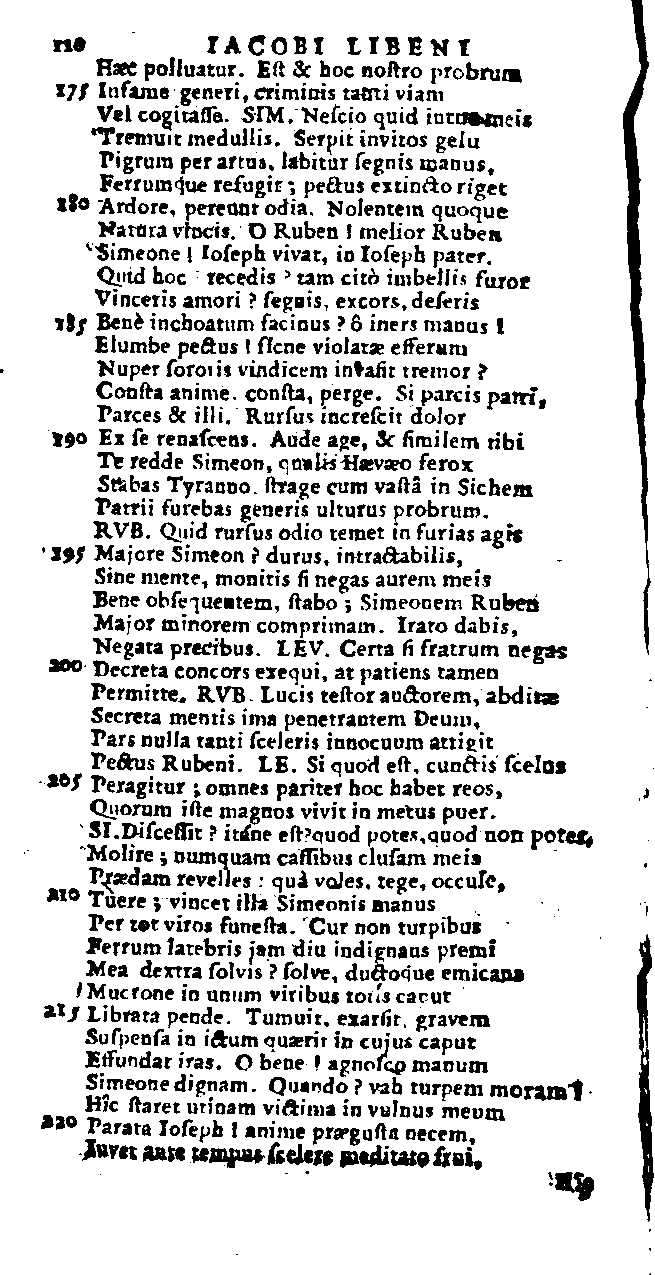 110 IACOBI LIBENI
Hæc polluatur. Eſt & hoc noſtro probrum
175 Infame generi, criminis tanti viam
Vel cogitaſſe. SIM. Neſcio quid intus meis
Tremuit medullis. Serpit invitos gelu
Pigrum per artus, labitur ſegnis manus,
Ferrumque refugit ; pectus extincto riget
180 Ardore, pereunt odia. Nolentem quoque
Natura vincis. O Ruben ! melior Ruben
Simeone ! Ioſeph vivat, in Ioſeph pater.
Quid hoc recedis ? tam citò imbellis furor
Vinceris amori ? ſegnis, excors, deſeris
185 Benè inchoatum facinus ? ô iners manus !
Elumbe pectus ! ſIcne violatæ efferum
Nuper ſororis vindicem invaſit tremor ?
Conſta anime. conſta, perge. Si parcis patri,
Parces & illi. Rurſus increſcit dolor
190 Ex ſe renaſcens. Aude age, & ſimilem tibi
Te redde Simeon, qualis Hævæo ferox
Stabas Tyranno. ſtrage cum vaſtâ in Sichem
Patrii furebas generis ulturus probrum.
RVB. Quid rurſus odio temet in furias agis
195 Majore Simeon ? durus, intractabilis,
Sine mente, monitis ſi negas aurem meis
Bene obſequentem, ſtabo ; Simeonem Ruben
Major minorem comprimam. Irato dabis,
Negata precibus. LEV. Certa ſi fratrum negas
200 Decreta concors exequi, at patiens tamen
Permitte. RVB. Lucis teſtor auctorem, abditæ
Secreta mentis ima penetrantem Deum,
Pars nulla tanti ſceleris innocuum attigit
Pectus Rubeni. LE. Si quod eſt, cunctis ſcelus
205 Peragitur ; omnes pariter hoc habet reos,
Quorum iſte magnos vivit in metus puer.
SI. Diſceſſit ? itáne eſt? quod potes, quod non potes,
Molire ; numquam caſſibus cluſam meis
Prædam revelles : quà voles, tege, occule,
210 Tuere ; vincet illa Simeonis manus
Per tot viros funeſta. Cur non turpibus
Ferrum latebris jam diu indignans premi
Mea dextra ſolvis ? ſolve, ductoque emicans
Mucrone in unum viribus totis caput
215 Librata pende. Tumuit, exarſit, gravem
Suſpenſa in ictum quærit in cujus caput
Effundat iras. O bene ! agnoſco manum
Simeone dignam. Quando ? vah turpem moram !
Hîc ſtaret utinam victima in vulnus meum
220 Parata Ioſeph ! anime præguſta necem,
Iuvet ante tempus ſcelere meditato frui.